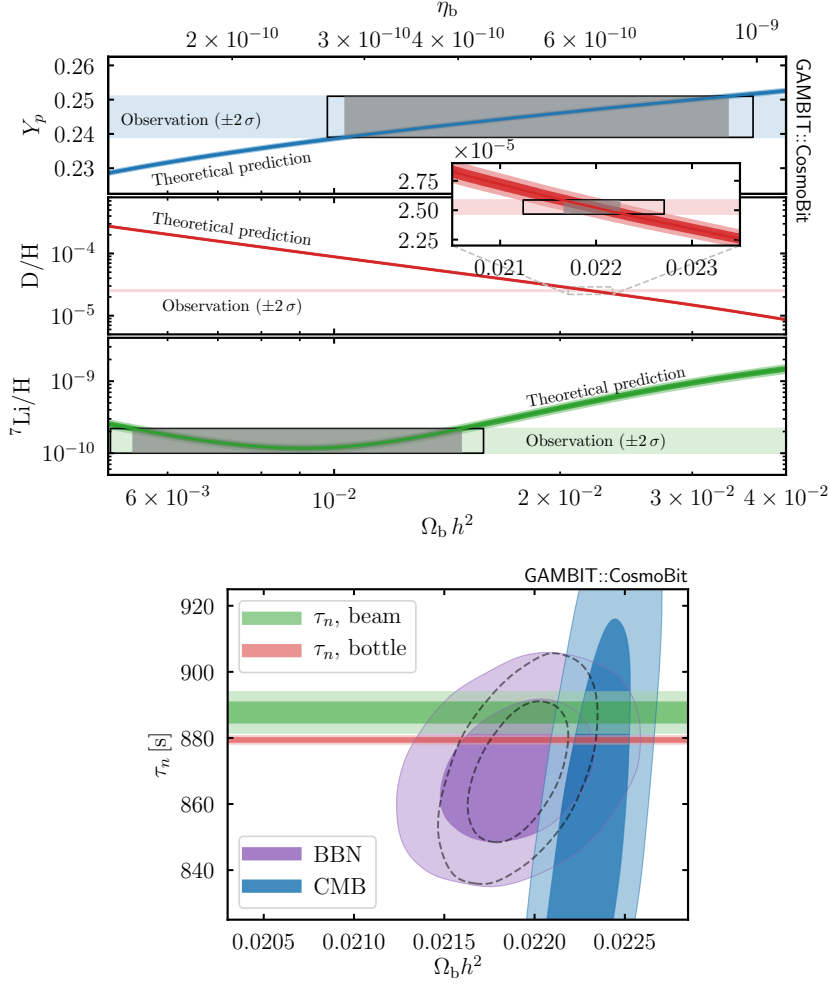 η_b
2 × 10⁻¹⁰ 3 × 10⁻¹⁰ 4 × 10⁻¹⁰ 6 × 10⁻¹⁰ 10⁻⁹
0.26
0.25
0.24
0.23
Y_p
Observation (±2 σ)
Theoretical prediction
GAMBIT::CosmoBit
×10⁻⁵
2.75
2.50
2.25
0.021 0.022 0.023
10⁻⁴
10⁻⁵
D/H
Theoretical prediction
Observation (±2 σ)
10⁻⁹
10⁻¹⁰
⁷Li/H
Theoretical prediction
Observation (±2 σ)
6 × 10⁻³ 10⁻² 2 × 10⁻² 3 × 10⁻² 4 × 10⁻²
Ω_b h²
GAMBIT::CosmoBit
920
900
880
860
840
τ_n [s]
τ_n, beam
τ_n, bottle
BBN
CMB
0.0205 0.0210 0.0215 0.0220 0.0225
Ω_b h²